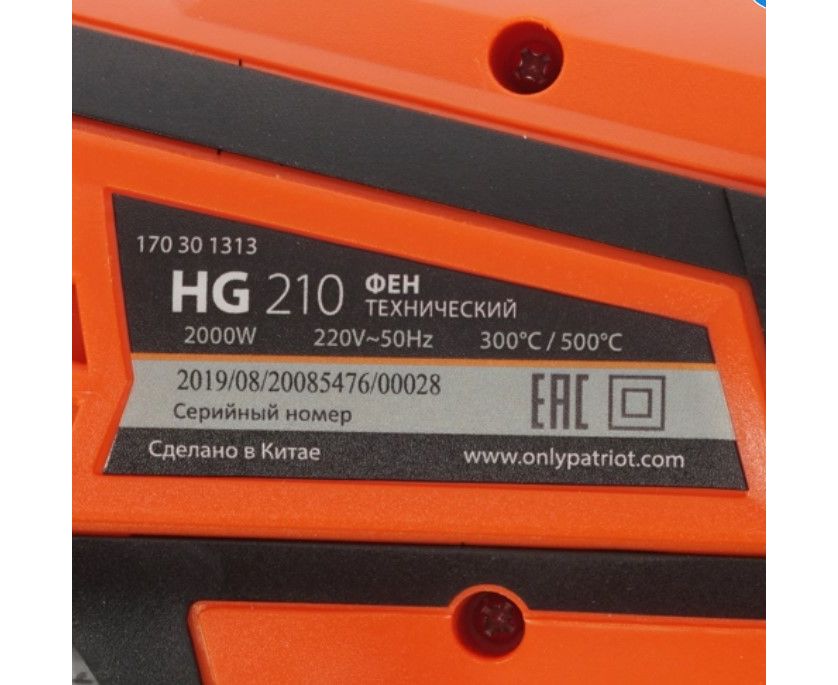 170 30 1313
HG 210 ФЕН
ТЕХНИЧЕСКИЙ
2000W 220V~50Hz 300°C / 500°C
2019/08/20085476/00028
Серийный номер
EAC
Сделано в Китае www.onlypatriot.com